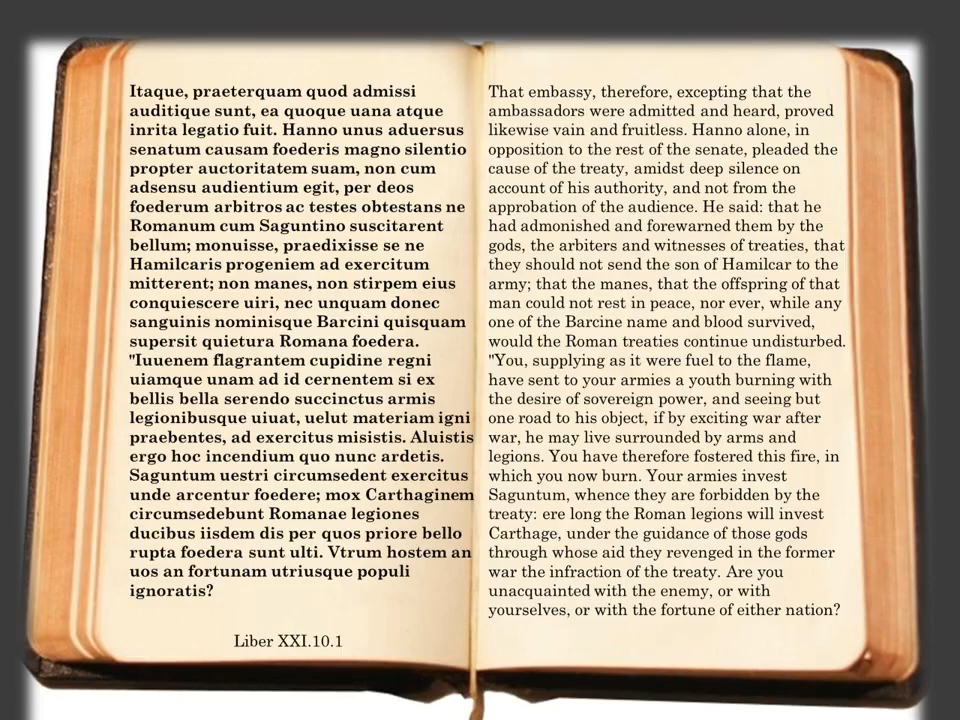 Itaque, praeterquam quod admissi
auditique sunt, ea quoque uana atque
inrita legatio fuit. Hanno unus aduersus
senatum causam foederis magno silentio
propter auctoritatem suam, non cum
adsensu audientium egit, per deos
foederum arbitros ac testes obtestans ne
Romanum cum Saguntino suscitarent
bellum; monuisse, praedixisse se ne
Hamilcaris progeniem ad exercitum
mitterent; non manes, non stirpem eius
conquiescere uiri, nec unquam donec
sanguinis nominisque Barcini quisquam
supersit quietura Romana foedera.
"Iuuenem flagrantem cupidine regni
uiamque unam ad id cernentem si ex
bellis bella serendo succinctus armis
legionibusque uiuat, uelut materiam igni
praebentes, ad exercitus misistis. Aluistis
ergo hoc incendium quo nunc ardetis.
Saguntum uestri circumsedent exercitus
unde arcentur foedere; mox Carthaginem
circumsedebunt Romanae legiones
ducibus iisdem dis per quos priore bello
rupta foedera sunt ulti. Vtrum hostem an
uos an fortunam utriusque populi
ignoratis?
Liber XXI.10.1
That embassy, therefore, excepting that the
ambassadors were admitted and heard, proved
likewise vain and fruitless. Hanno alone, in
opposition to the rest of the senate, pleaded the
cause of the treaty, amidst deep silence on
account of his authority, and not from the
approbation of the audience. He said: that he
had admonished and forewarned them by the
gods, the arbiters and witnesses of treaties, that
they should not send the son of Hamilcar to the
army; that the manes, that the offspring of that
man could not rest in peace, nor ever, while any
one of the Barcine name and blood survived,
would the Roman treaties continue undisturbed.
"You, supplying as it were fuel to the flame,
have sent to your armies a youth burning with
the desire of sovereign power, and seeing but
one road to his object, if by exciting war after
war, he may live surrounded by arms and
legions. You have therefore fostered this fire, in
which you now burn. Your armies invest
Saguntum, whence they are forbidden by the
treaty: ere long the Roman legions will invest
Carthage, under the guidance of those gods
through whose aid they revenged in the former
war the infraction of the treaty. Are you
unacquainted with the enemy, or with
yourselves, or with the fortune of either nation?